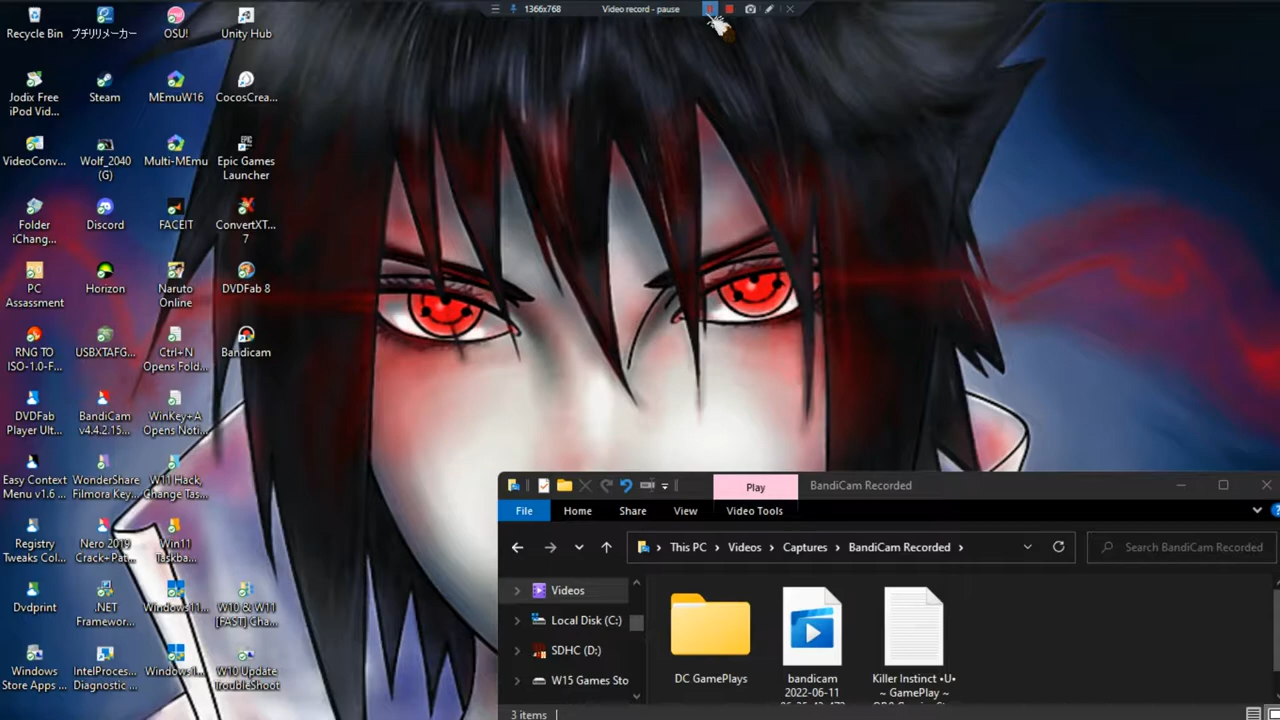 1366x768
Video record - pause
Recycle Bin
プチリメーカー
OSU!
Unity Hub
Jodix Free
iPod Vid...
Steam
MEmuW16
CocosCrea...
VideoConv...
Wolf_2040
(G)
Multi-MEmu
Epic Games
Launcher
Folder
iChang...
Discord
FACEIT
ConvertXT...
7
PC
Assassment
Horizon
Naruto
Online
DVDFab 8
RNG TO
ISO-1.0-F...
USBXTAFG...
Ctrl+N
Opens Fold...
Bandicam
DVDFab
Player Ult...
BandiCam
v4.4.2.15...
WinKey+A
Opens Noti...
Easy Context
Menu v1.6 ...
WonderShare
Filmora Key...
W11 Hack,
Change Tas...
Registry
Tweaks Col...
Nero 2019
Crack+Pat...
Win11
Taskba...
Dvdprint
.NET
Framewor...
Windows11...
W10 & W11
[FAST] Cha...
Windows
Store Apps ...
IntelProces...
Diagnostic ...
Windows1...
W10 Update
TroubleShoot
Play
BandiCam Recorded
File
Home
Share
View
Video Tools
This PC
Videos
Captures
BandiCam Recorded
Search BandiCam Recorded
Videos
Local Disk (C:)
SDHC (D:)
W15 Games Sto
DC GamePlays
bandicam
2022-06-11
Killer Instinct •U•
~ GamePlay ~
3 items